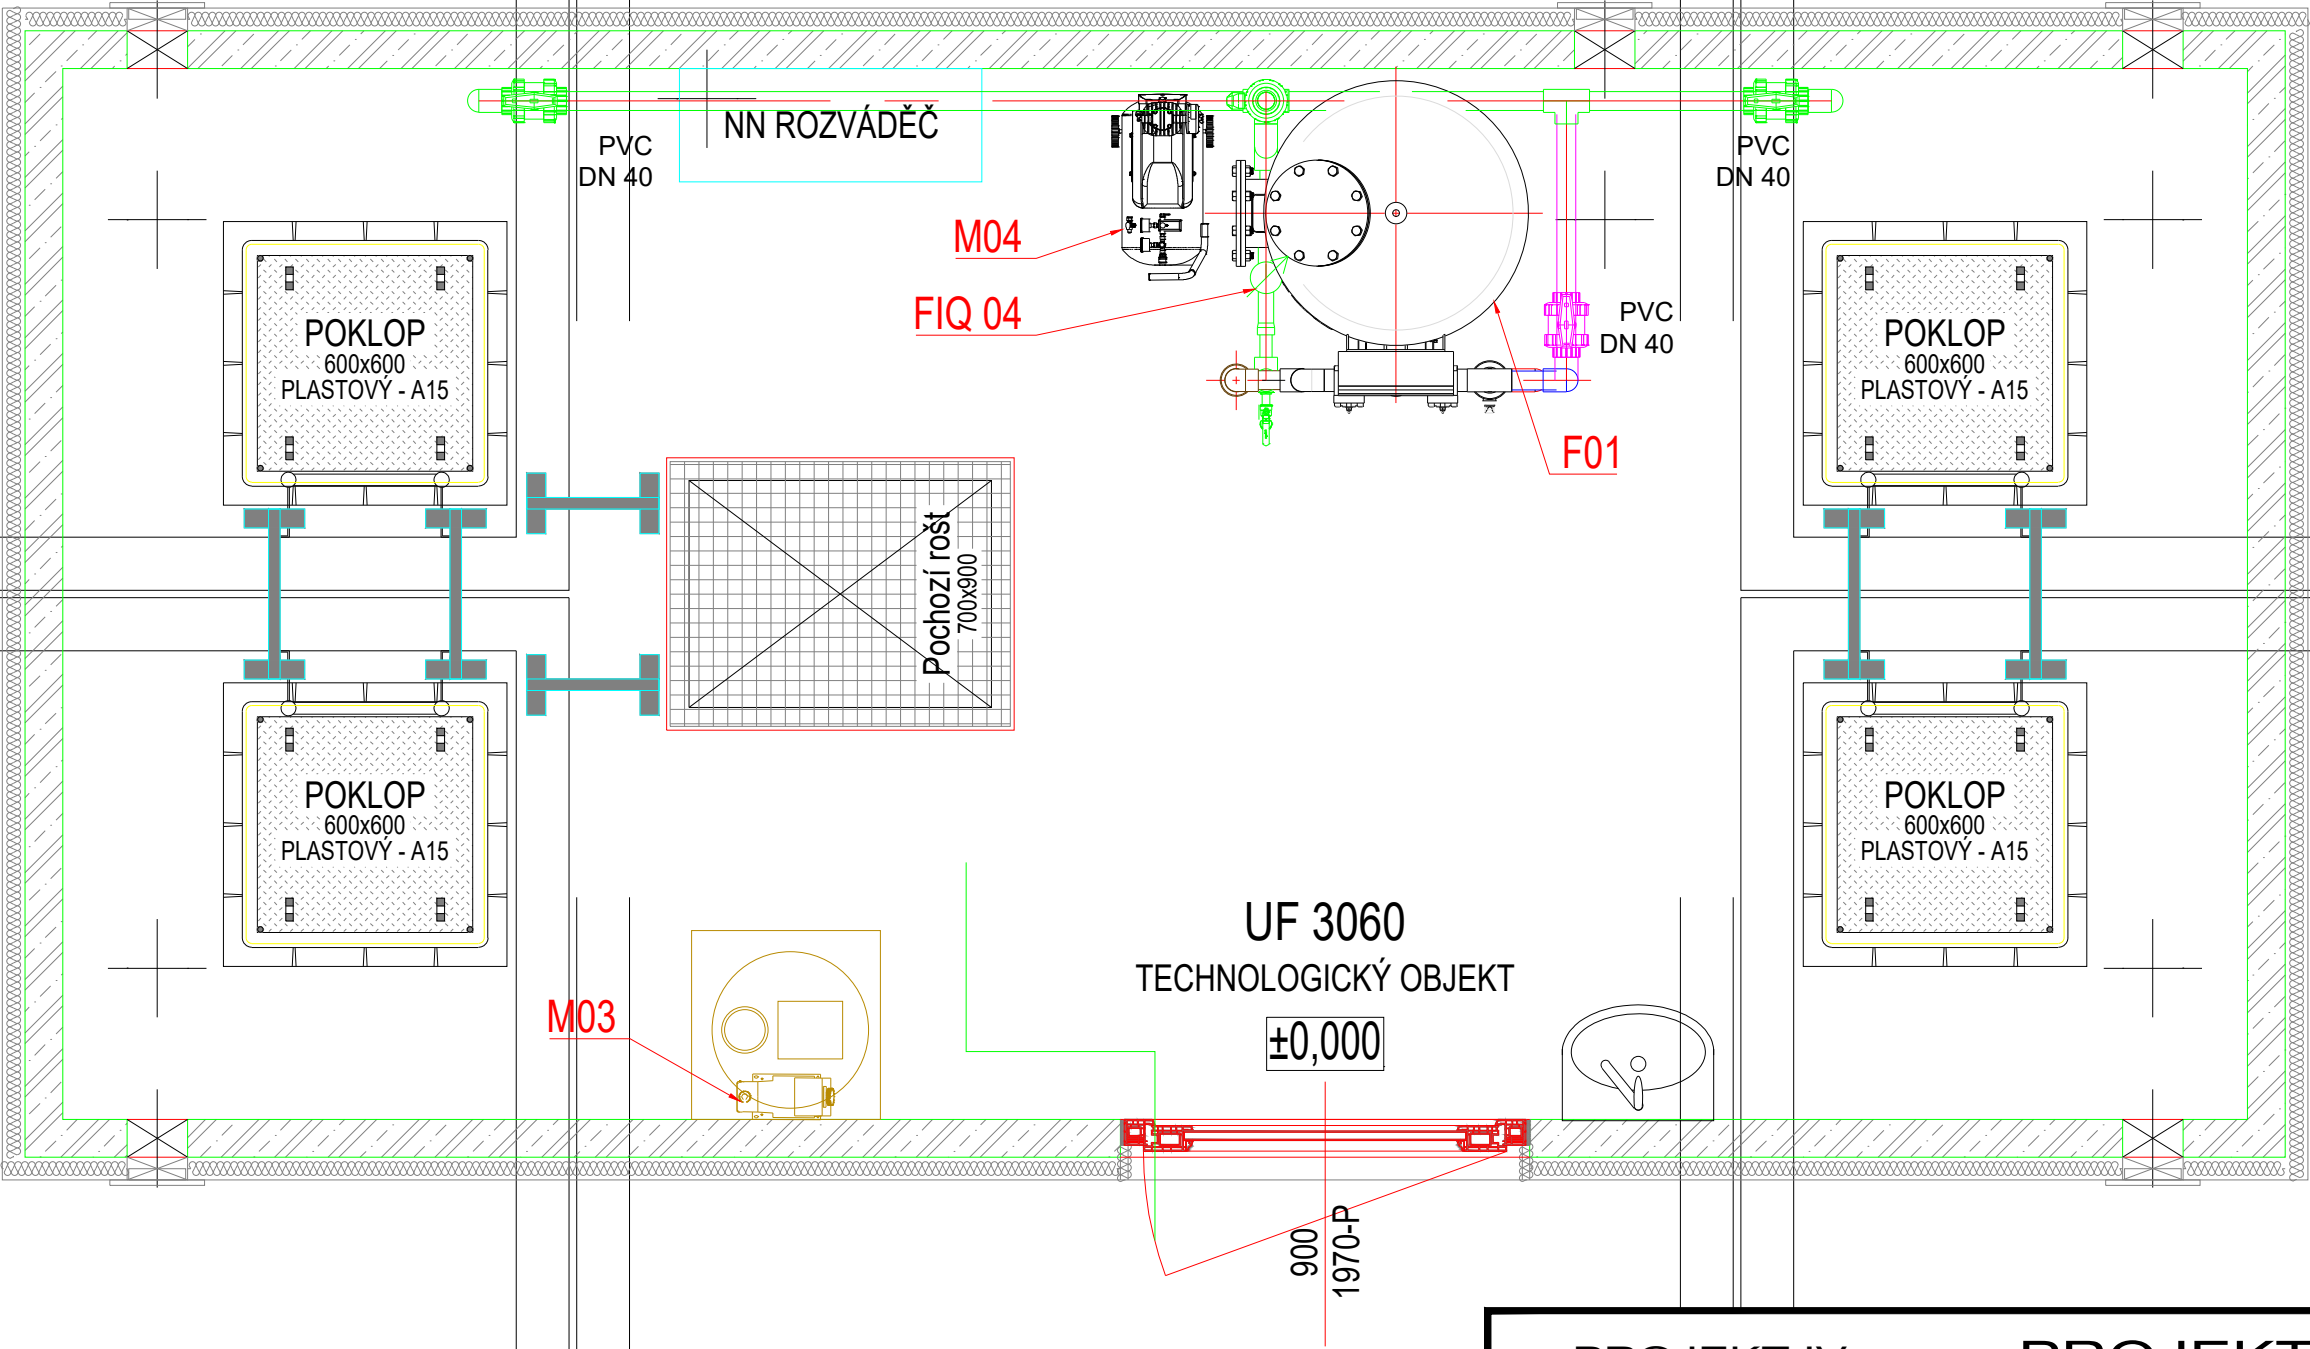 NN ROZVÁDĚČ
PVC
DN 40
PVC
DN 40
M04
FIQ 04
PVC
DN 40
F01
POKLOP
600x600
PLASTOVÝ - A15
POKLOP
600x600
PLASTOVÝ - A15
Pochozí rošt
700x900
POKLOP
600x600
PLASTOVÝ - A15
POKLOP
600x600
PLASTOVÝ - A15
UF 3060
TECHNOLOGICKÝ OBJEKT
±0,000
M03
900
1970-P